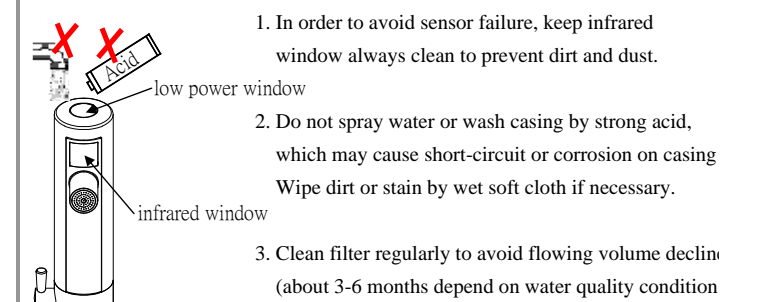 Acid
low power window
infrared window
1. In order to avoid sensor failure, keep infrared
window always clean to prevent dirt and dust.
2. Do not spray water or wash casing by strong acid,
which may cause short-circuit or corrosion on casing
Wipe dirt or stain by wet soft cloth if necessary.
3. Clean filter regularly to avoid flowing volume declin
(about 3-6 months depend on water quality condition